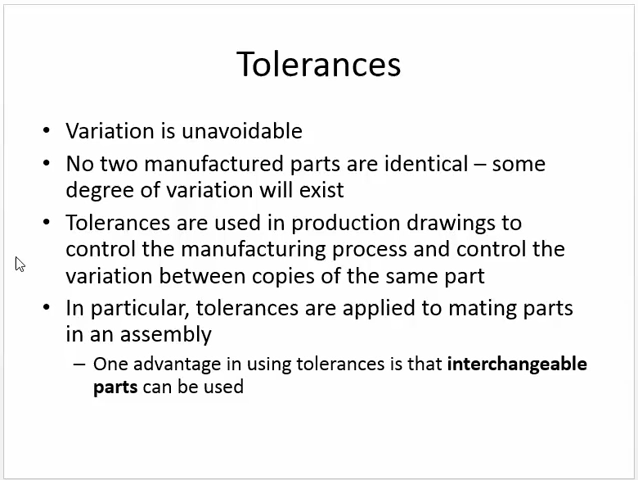 Tolerances
• Variation is unavoidable
• No two manufactured parts are identical – some
degree of variation will exist
• Tolerances are used in production drawings to
control the manufacturing process and control the
variation between copies of the same part
• In particular, tolerances are applied to mating parts
in an assembly
– One advantage in using tolerances is that interchangeable
parts can be used